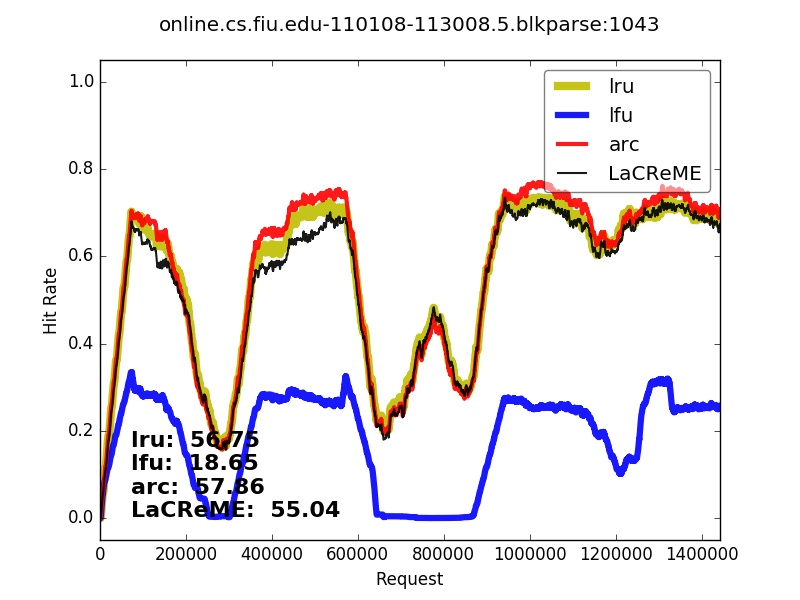 online.cs.fiu.edu-110108-113008.5.blkparse:1043
1.0
0.8
0.6
0.4
0.2
0.0
Hit Rate
lru
lfu
arc
LaCReME
lru: 56.75
lfu: 18.65
arc: 57.86
LaCReME: 55.04
0 200000 400000 600000 800000 1000000 1200000 1400000
Request